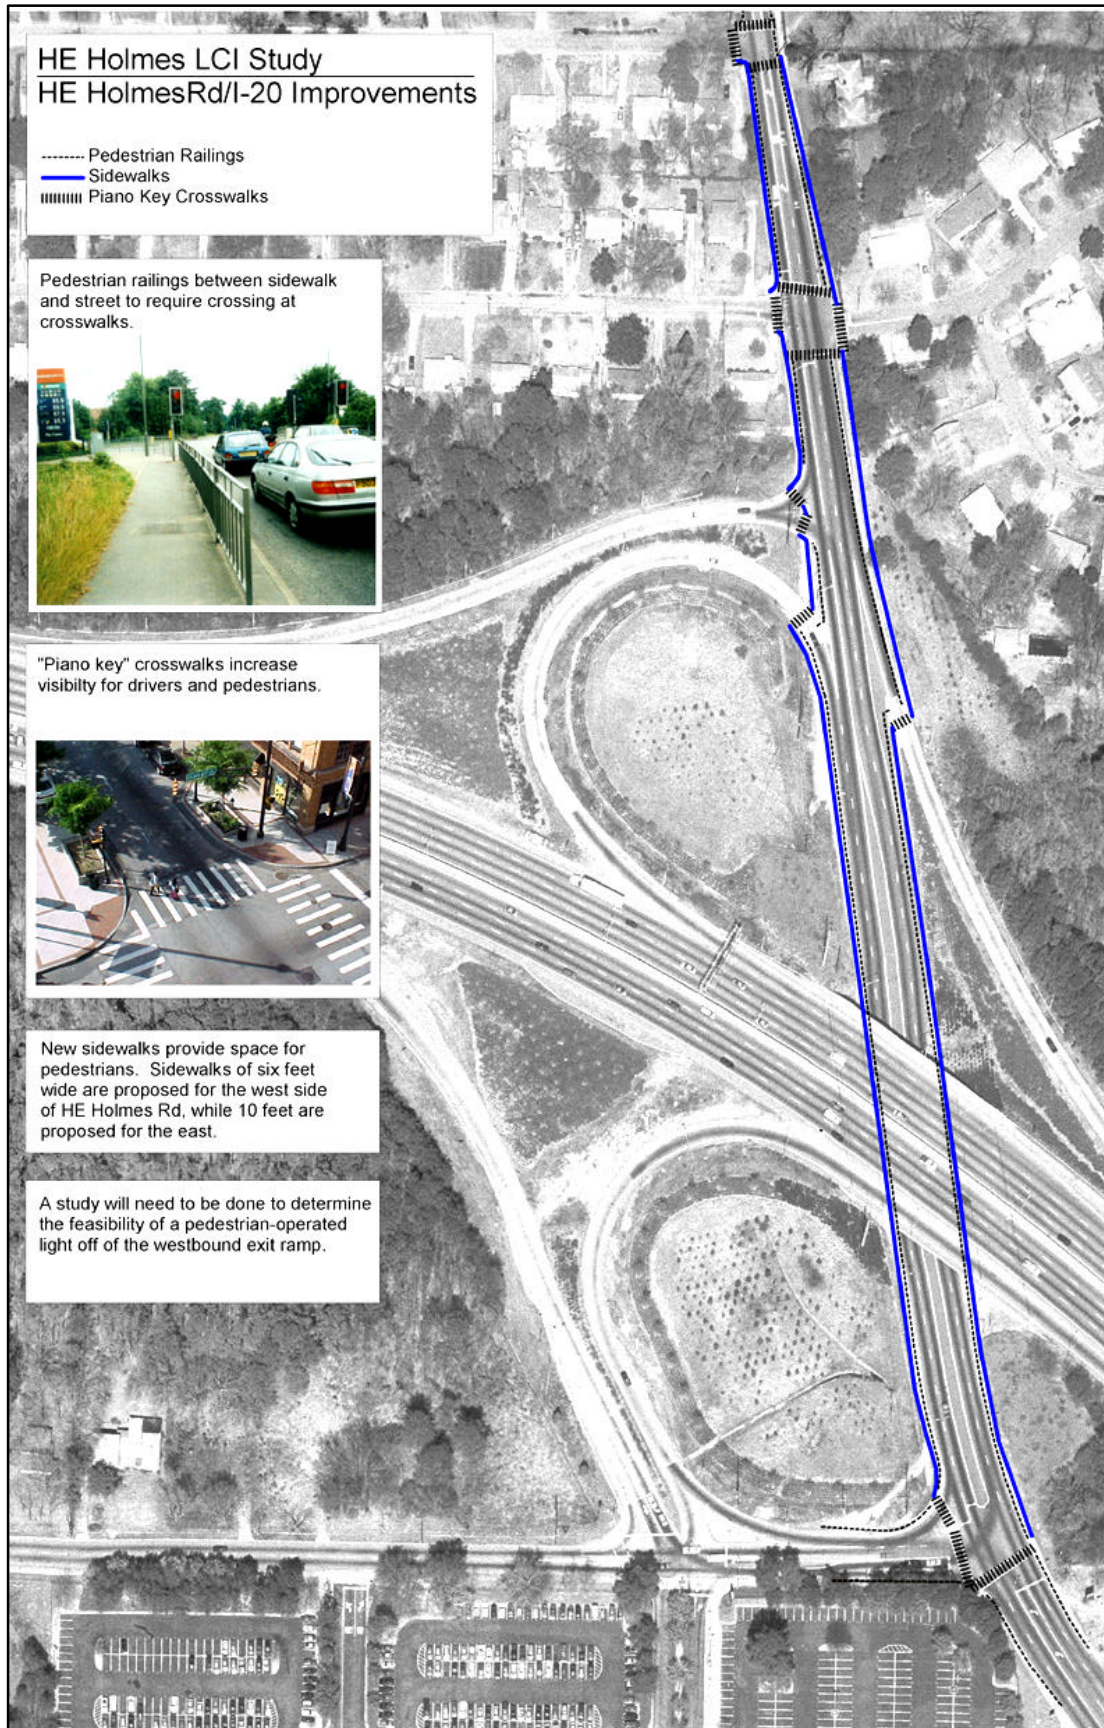 HE Holmes LCI Study
HE HolmesRd/I-20 Improvements
Pedestrian Railings
Sidewalks
Piano Key Crosswalks
Pedestrian railings between sidewalk
and street to require crossing at
crosswalks.
"Piano key" crosswalks increase
visibilty for drivers and pedestrians.
New sidewalks provide space for
pedestrians. Sidewalks of six feet
wide are proposed for the west side
of HE Holmes Rd, while 10 feet are
proposed for the east.
A study will need to be done to determine
the feasibility of a pedestrian-operated
light off of the westbound exit ramp.